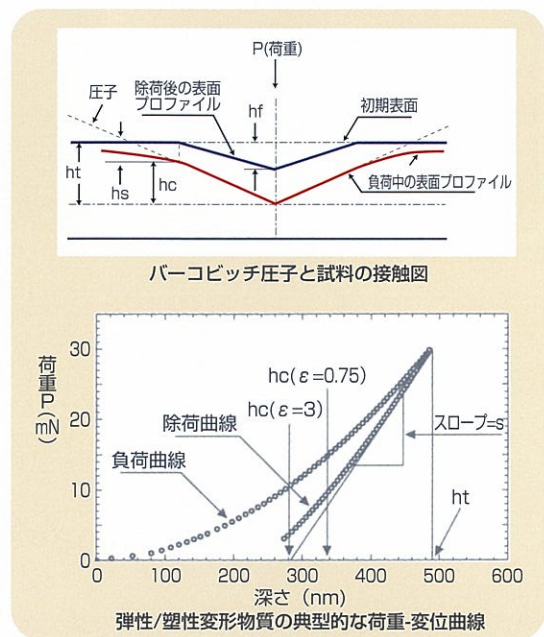 P(荷重)
圧子
除荷後の表面
プロファイル
hf
初期表面
ht
hs
hc
負荷中の表面プロファイル
バーコビッチ圧子と試料の接触図
荷重P(mN)
30
20
10
0
hc(ε=0.75)
hc(ε=3)
除荷曲線
負荷曲線
スロープ=s
ht
0 100 200 300 400 500 600
深さ (nm)
弾性/塑性変形物質の典型的な荷重-変位曲線